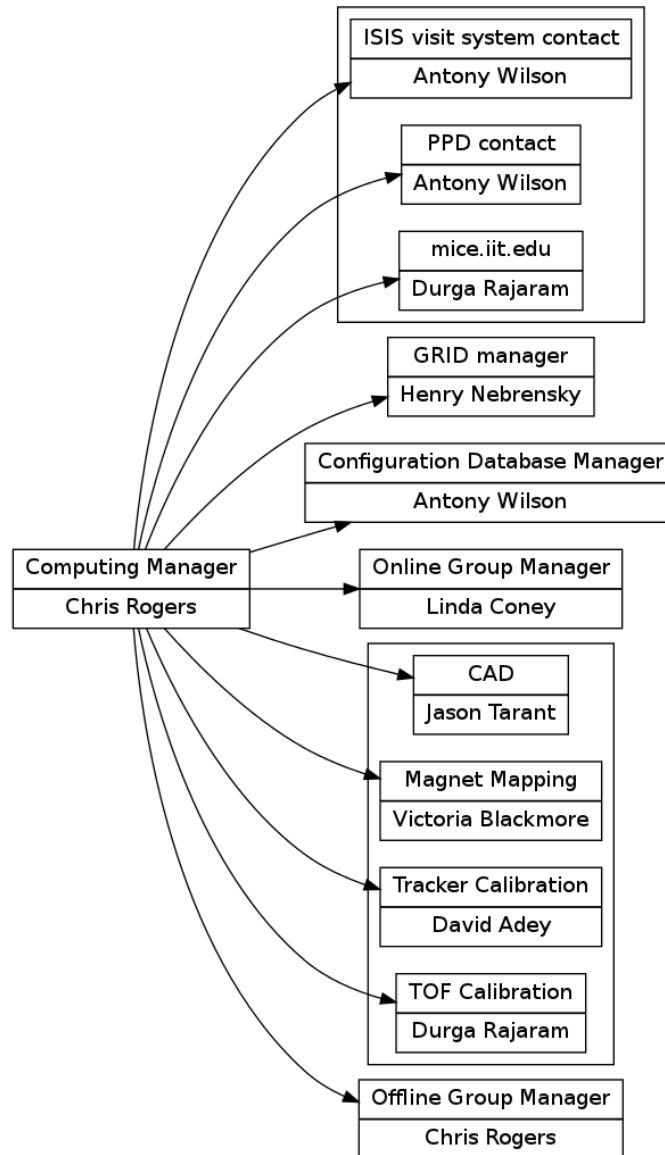 ISIS visit system contact
Antony Wilson
PPD contact
Antony Wilson
mice.iit.edu
Durga Rajaram
GRID manager
Henry Nebrensky
Configuration Database Manager
Antony Wilson
Computing Manager
Chris Rogers
Online Group Manager
Linda Coney
CAD
Jason Tarant
Magnet Mapping
Victoria Blackmore
Tracker Calibration
David Adey
TOF Calibration
Durga Rajaram
Offline Group Manager
Chris Rogers